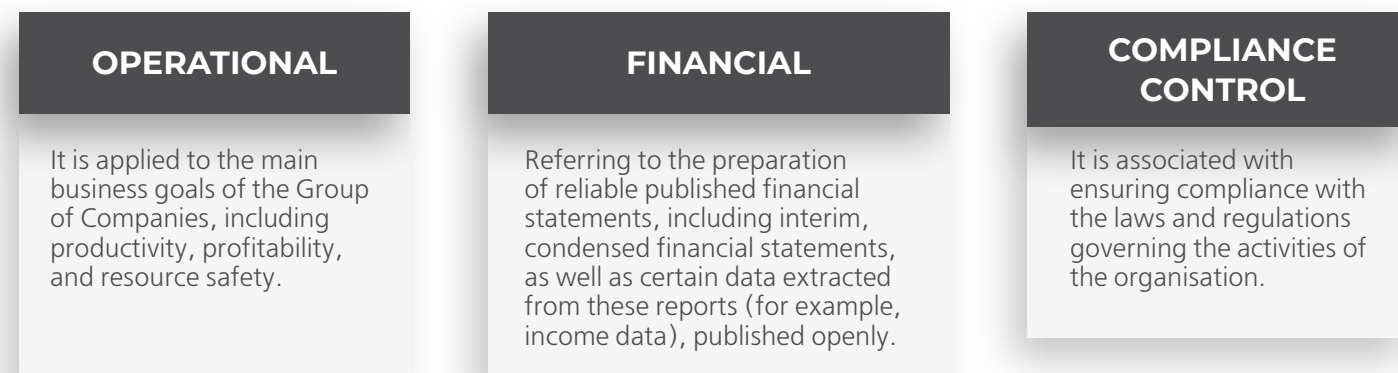 OPERATIONAL
It is applied to the main
business goals of the Group
of Companies, including
productivity, profitability,
and resource safety.
FINANCIAL
Referring to the preparation
of reliable published financial
statements, including interim,
condensed financial statements,
as well as certain data extracted
from these reports (for example,
income data), published openly.
COMPLIANCE
CONTROL
It is associated with
ensuring compliance with
the laws and regulations
governing the activities of
the organisation.